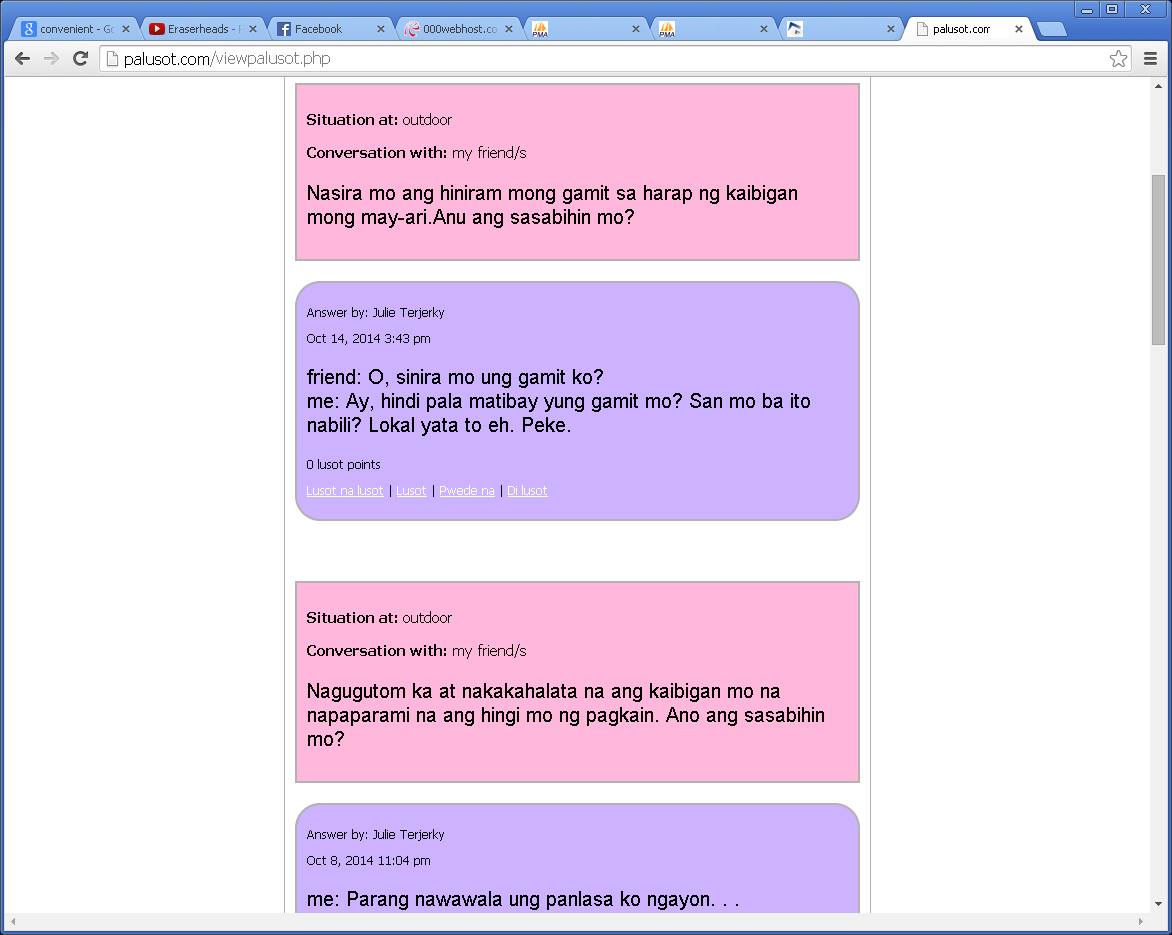 convenient - Go
Eraserheads - H
Facebook
000webhost.co
PMA
PMA
palusot.com
palusot.com/viewpalusot.php
Situation at: outdoor
Conversation with: my friend/s
Nasira mo ang hiniram mong gamit sa harap ng kaibigan
mong may-ari.Anu ang sasabihin mo?
Answer by: Julie Terjerky
Oct 14, 2014 3:43 pm
friend: O, sinira mo ung gamit ko?
me: Ay, hindi pala matibay yung gamit mo? San mo ba ito
nabili? Lokal yata to eh. Peke.
0 lusot points
Lusot na lusot | Lusot | Pwede na | Di lusot
Situation at: outdoor
Conversation with: my friend/s
Nagugutom ka at nakakahalata na ang kaibigan mo na
napaparami na ang hingi mo ng pagkain. Ano ang sasabihin
mo?
Answer by: Julie Terjerky
Oct 8, 2014 11:04 pm
me: Parang nawawala ung panlasa ko ngayon. . .